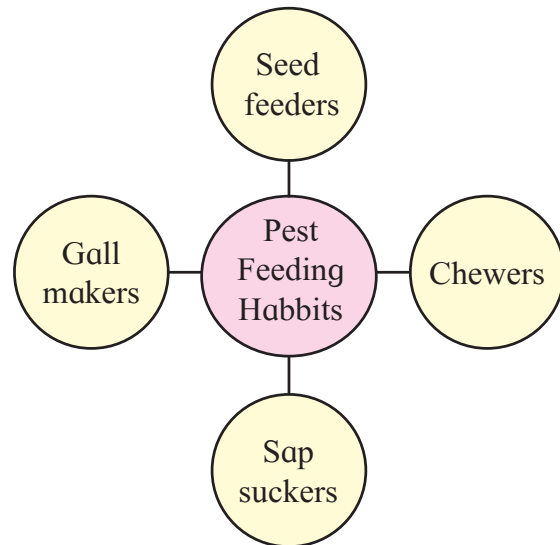 Seed
feeders
Gall
makers
Pest
Feeding
Habbits
Chewers
Sap
suckers